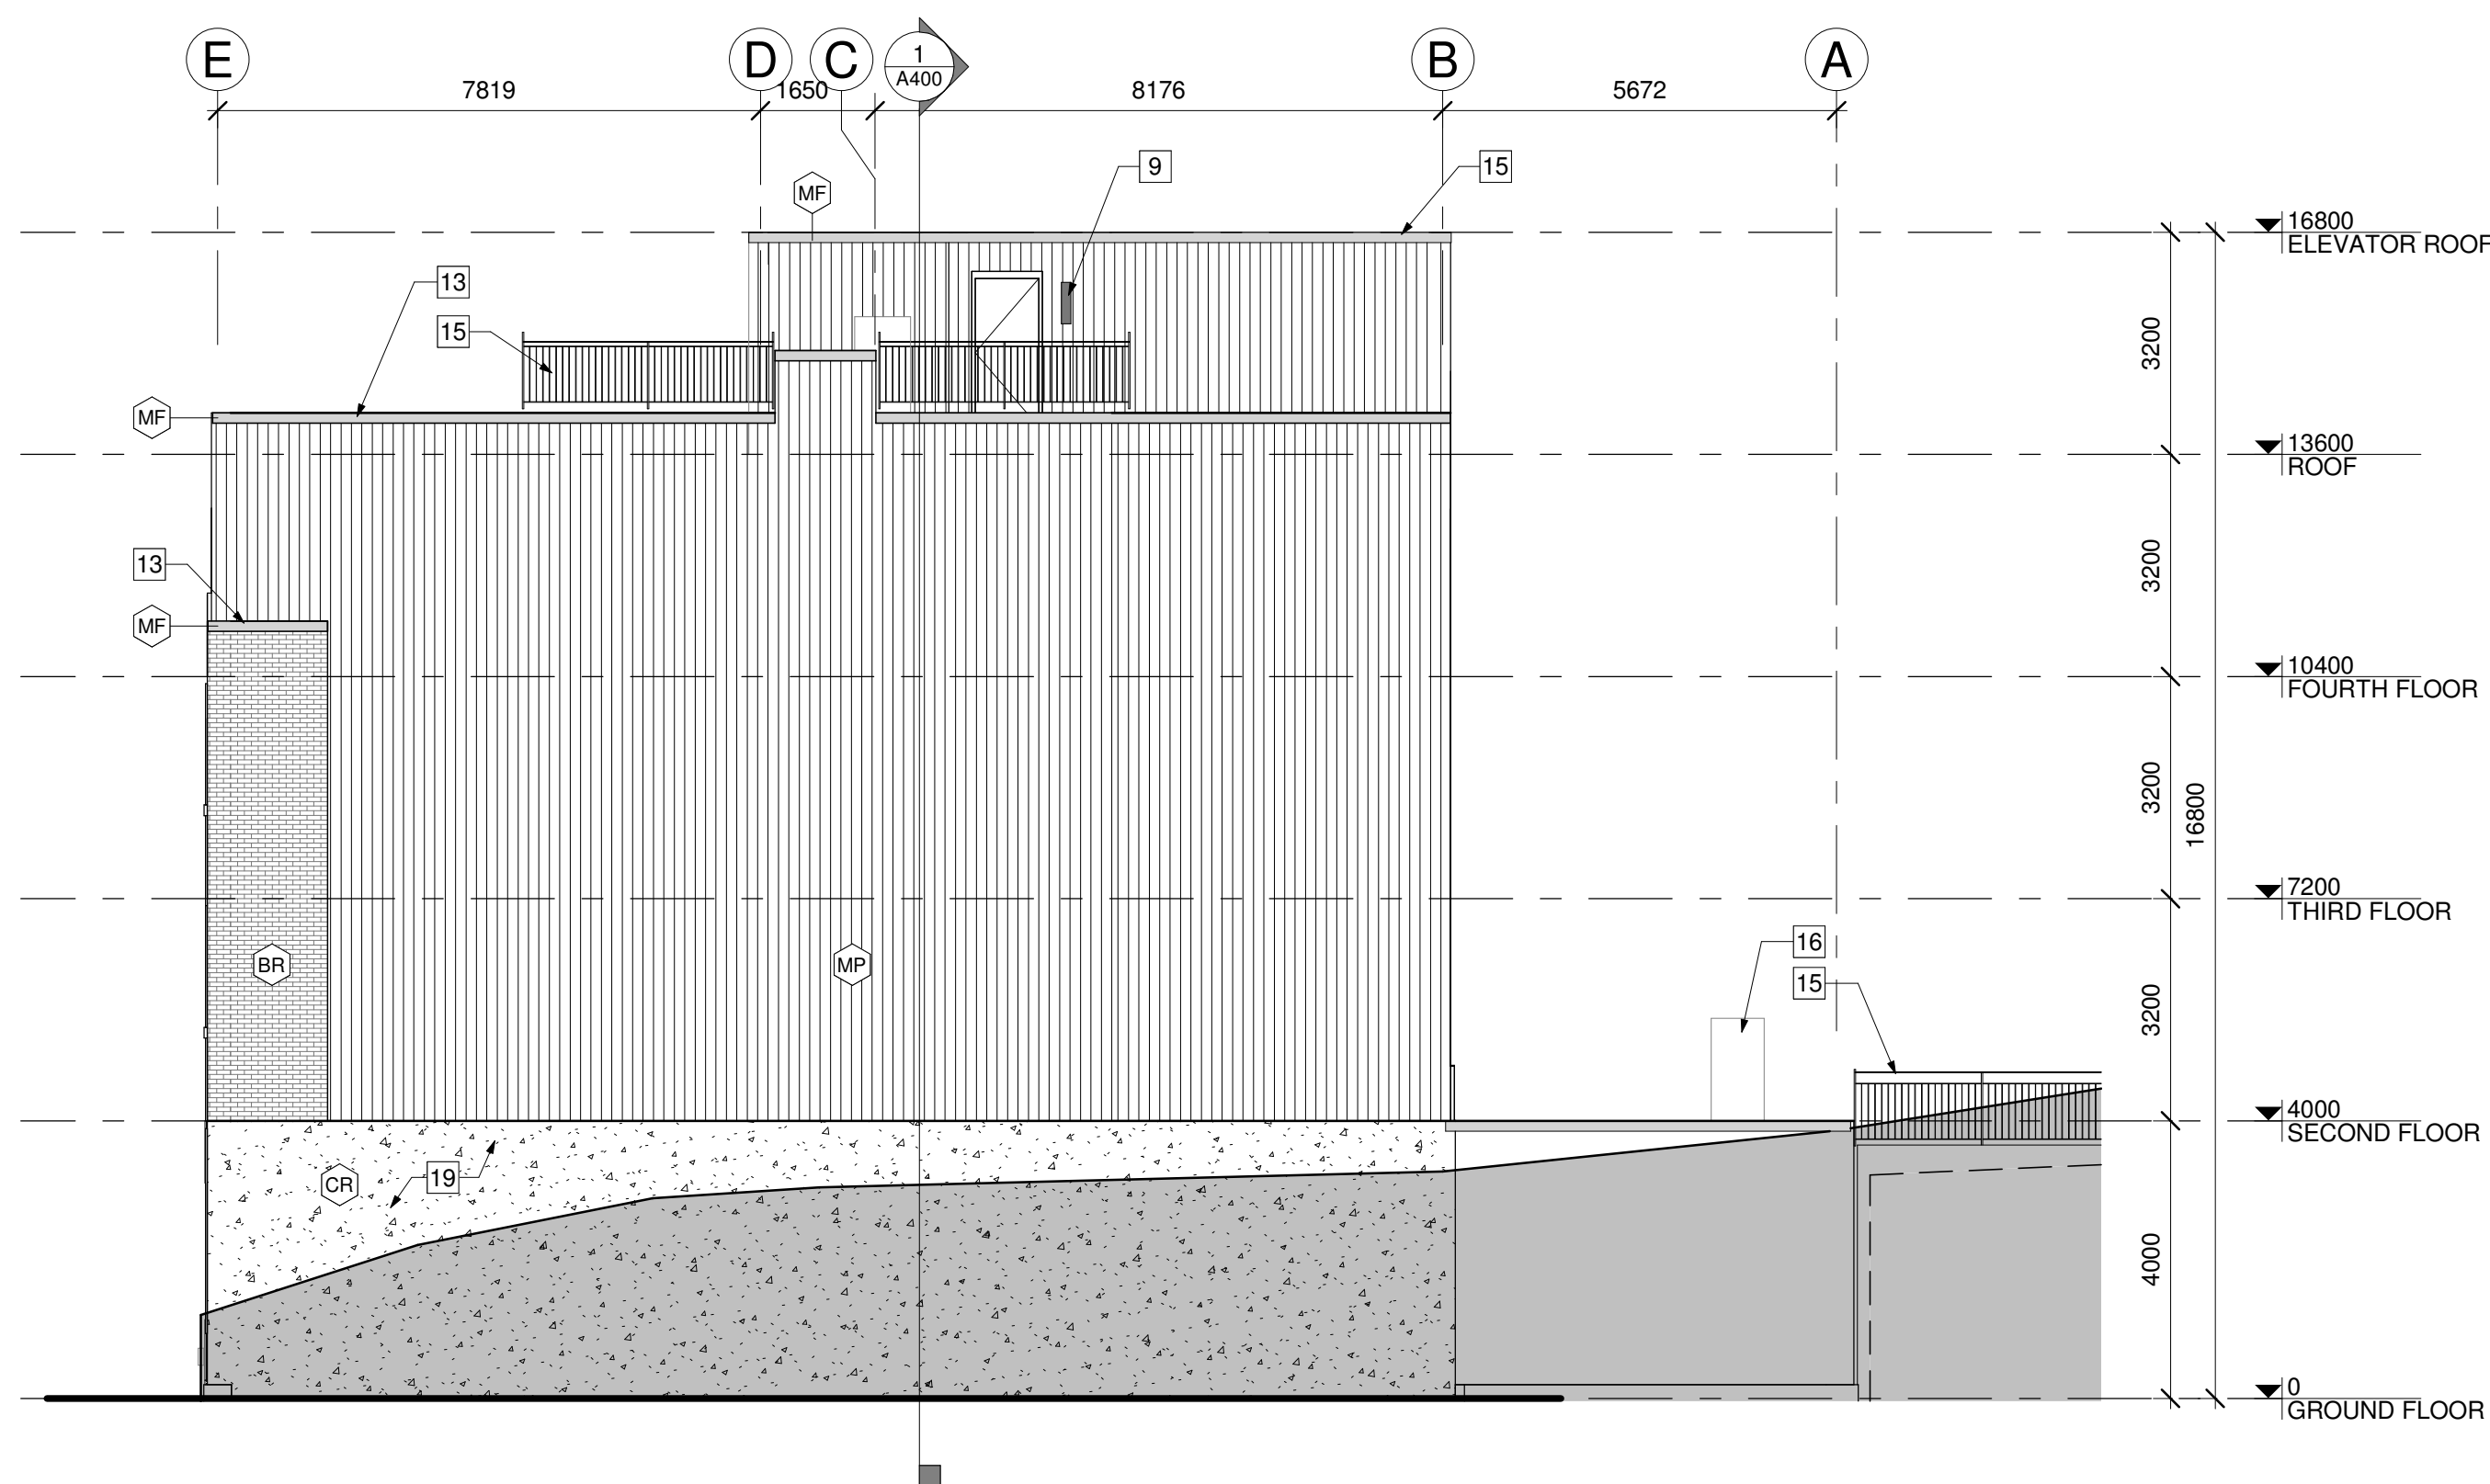 E
D
C
1
A400
B
A
7819
1650
8176
5672
9
15
MF
16800
ELEVATOR ROOF
13
15
3200
MF
13600
ROOF
13
3200
MF
10400
FOURTH FLOOR
3200
16800
7200
THIRD FLOOR
16
BR
MP
15
3200
4000
SECOND FLOOR
19
CR
4000
0
GROUND FLOOR